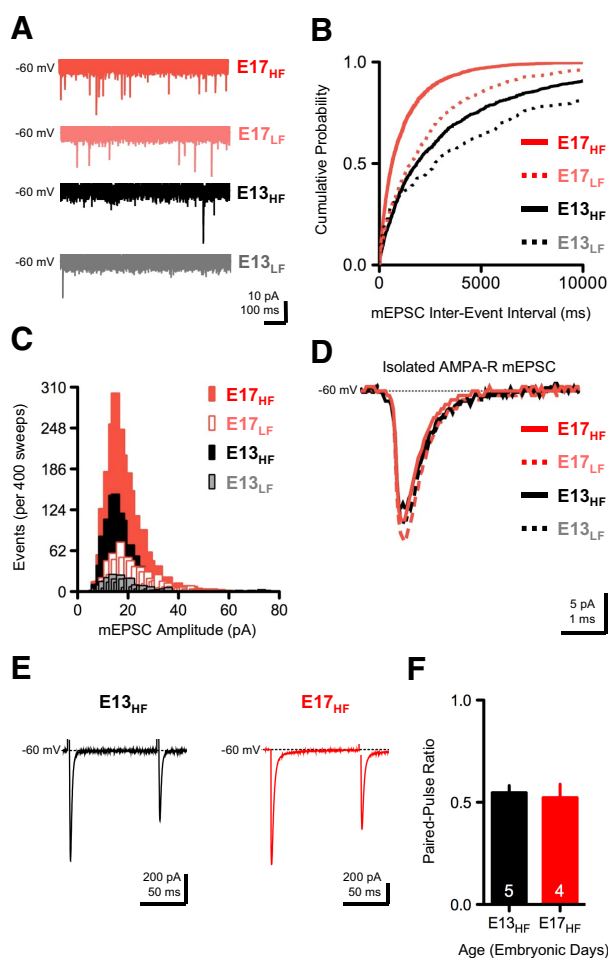 A
-60 mV
E17HF
-60 mV
E17LF
-60 mV
E13HF
-60 mV
E13LF
10 pA
100 ms
B
Cumulative Probability
1.0
0.5
0.0
0
5000
10000
mEPSC Inter-Event Interval (ms)
E17HF
E17LF
E13HF
E13LF
C
Events (per 400 sweeps)
310
248
186
124
62
0
0
20
40
60
80
mEPSC Amplitude (pA)
E17HF
E17LF
E13HF
E13LF
D
Isolated AMPA-R mEPSC
-60 mV
E17HF
E17LF
E13HF
E13LF
5 pA
1 ms
E
E13HF
-60 mV
200 pA
50 ms
E17HF
-60 mV
200 pA
50 ms
F
Paired-Pulse Ratio
1.0
0.5
0.0
5
4
E13HF
E17HF
Age (Embryonic Days)